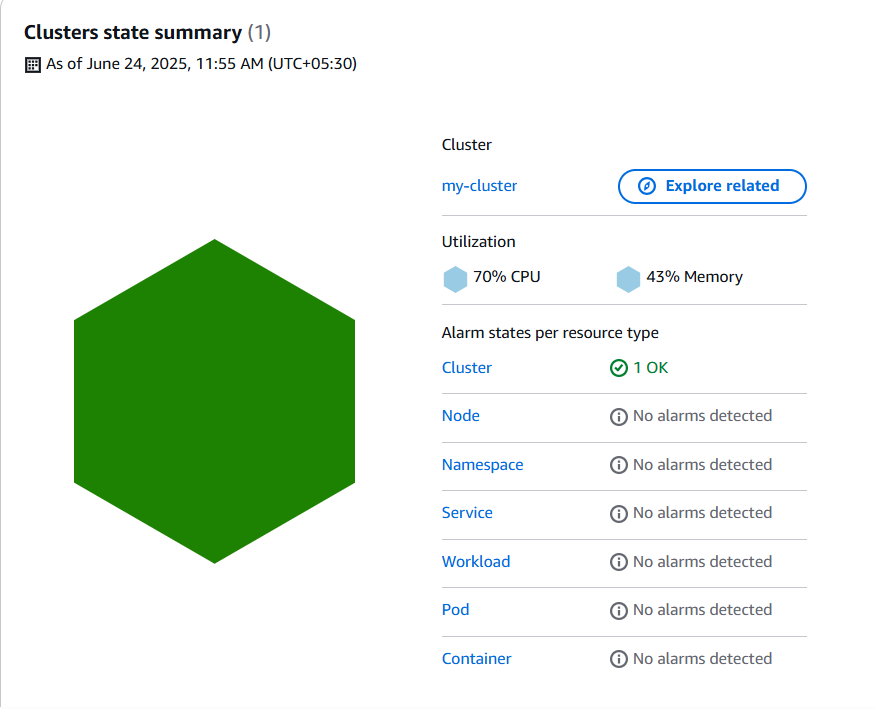 Clusters state summary (1)
As of June 24, 2025, 11:55 AM (UTC+05:30)
Cluster
my-cluster Explore related
Utilization
70% CPU 43% Memory
Alarm states per resource type
Cluster 1 OK
Node No alarms detected
Namespace No alarms detected
Service No alarms detected
Workload No alarms detected
Pod No alarms detected
Container No alarms detected